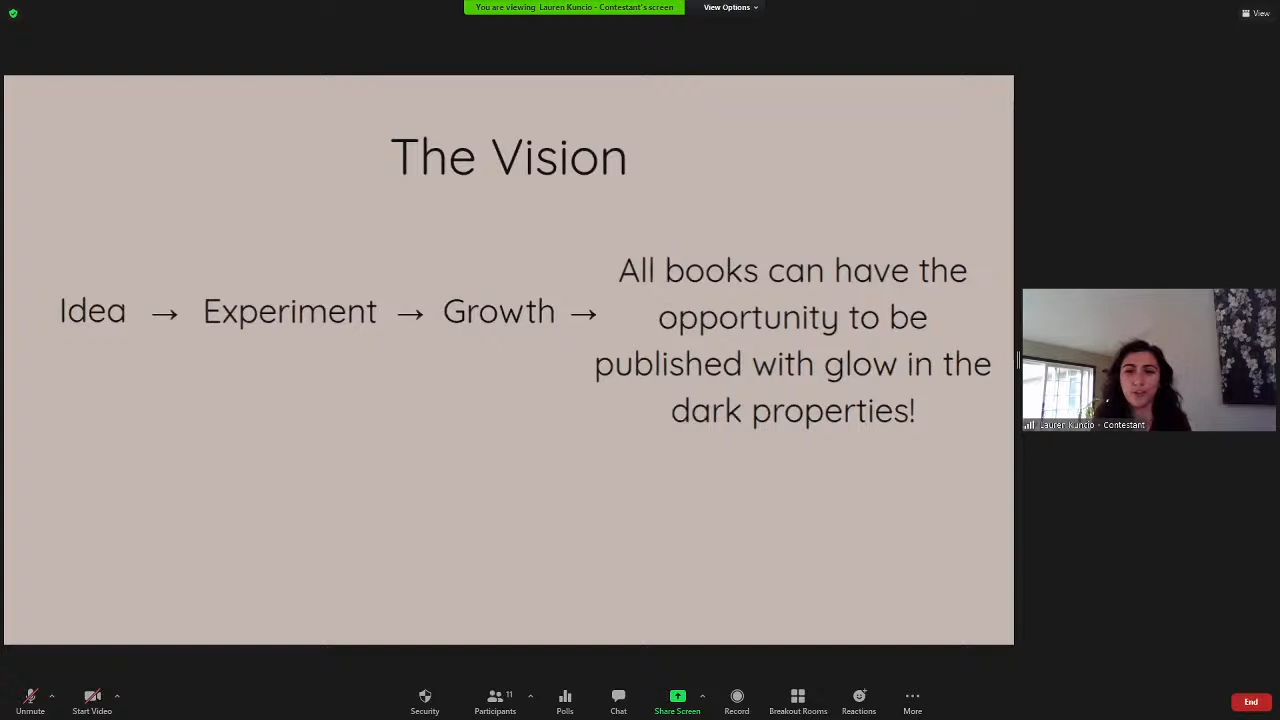 You are viewing Lauren Kuncio - Contestant's screen
View Options
View
The Vision
Idea → Experiment → Growth →
All books can have the
opportunity to be
published with glow in the
dark properties!
Lauren Kuncio - Contestant
Unmute
Start Video
Security
Participants
11
Polls
Chat
Share Screen
Record
Breakout Rooms
Reactions
More
End